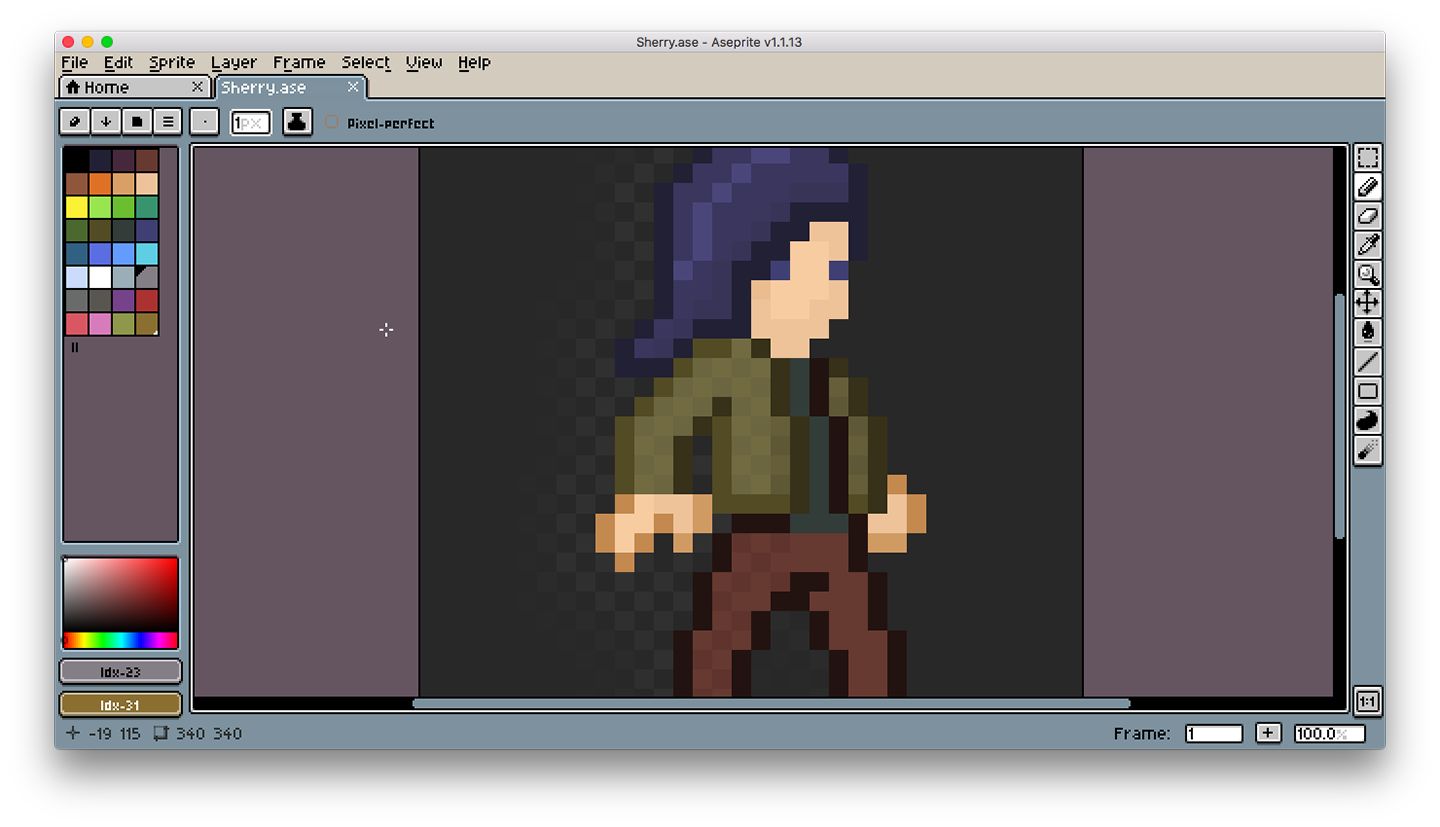 Sherry.ase - Aseprite v1.1.13
File Edit Sprite Layer Frame Select View Help
Home Sherry.ase
1px Pixel-perfect
Idx-23
Idx-31
1:1
-19 115 340 340 Frame: 1 + 100.0%